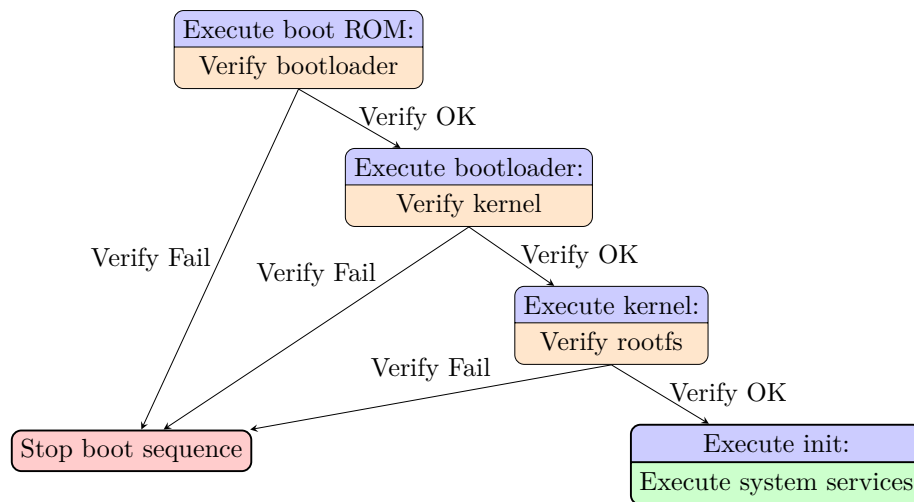 Execute boot ROM:
Verify bootloader
Verify OK
Execute bootloader:
Verify kernel
Verify Fail
Verify Fail
Verify OK
Execute kernel:
Verify rootfs
Verify Fail
Verify OK
Stop boot sequence
Execute init:
Execute system services